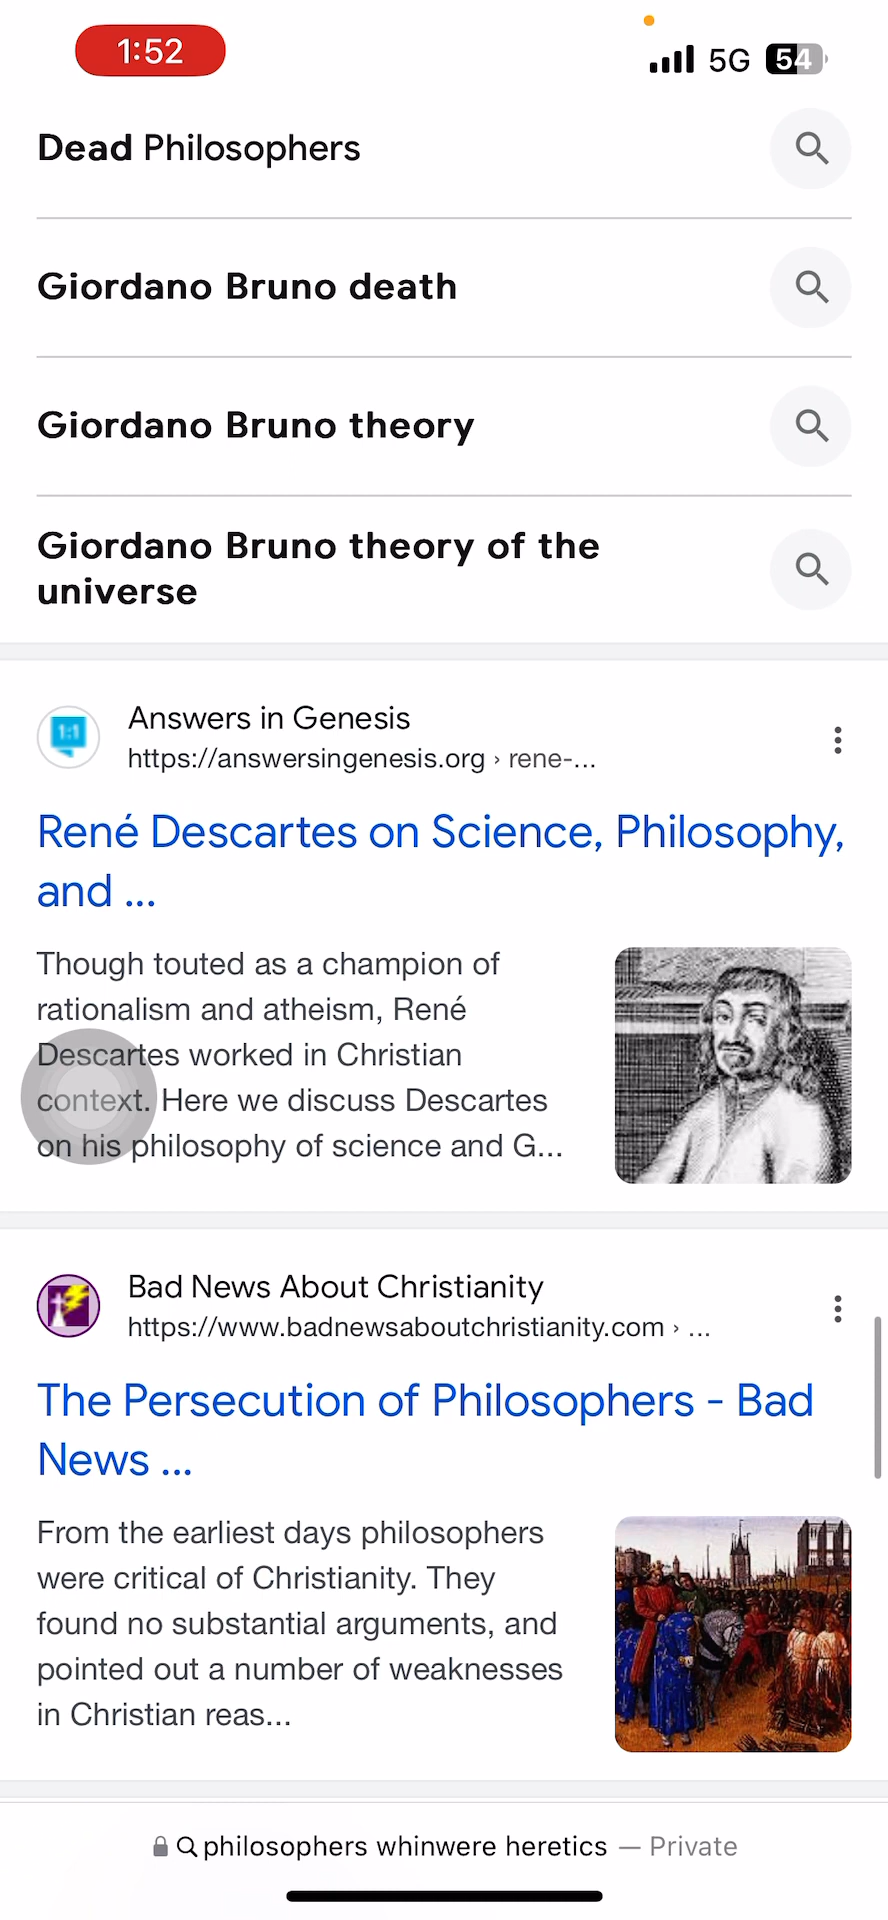 1:52
5G 54
Dead Philosophers
Giordano Bruno death
Giordano Bruno theory
Giordano Bruno theory of the
universe
1:1
Answers in Genesis
https://answersingenesis.org › rene-...
René Descartes on Science, Philosophy,
and ...
Though touted as a champion of
rationalism and atheism, René
Descartes worked in Christian
context. Here we discuss Descartes
on his philosophy of science and G...
Bad News About Christianity
https://www.badnewsaboutchristianity.com › ...
The Persecution of Philosophers - Bad
News ...
From the earliest days philosophers
were critical of Christianity. They
found no substantial arguments, and
pointed out a number of weaknesses
in Christian reas...
philosophers whinwere heretics — Private